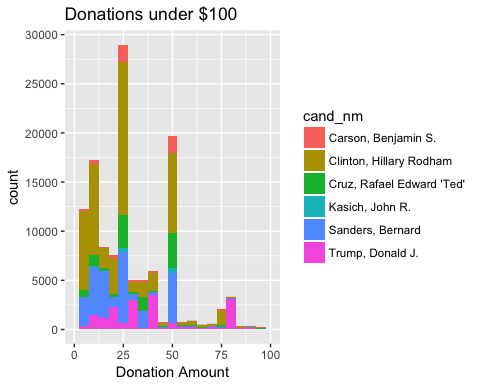 Donations under $100
30000
25000
20000
15000
10000
5000
0
count
0 25 50 75 100
Donation Amount
cand_nm
Carson, Benjamin S.
Clinton, Hillary Rodham
Cruz, Rafael Edward 'Ted'
Kasich, John R.
Sanders, Bernard
Trump, Donald J.